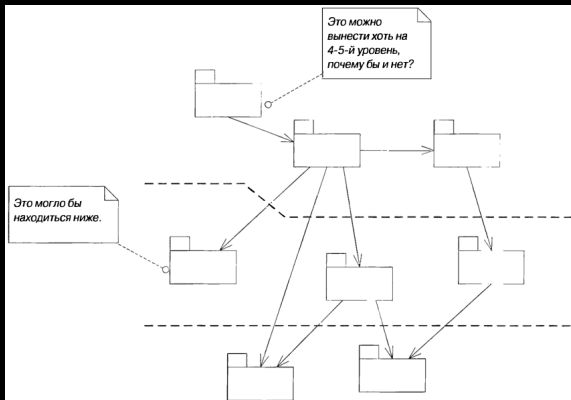 Это можно
вынести хоть на
4-5-й уровень,
почему бы и нет?
Это могло бы
находиться ниже.